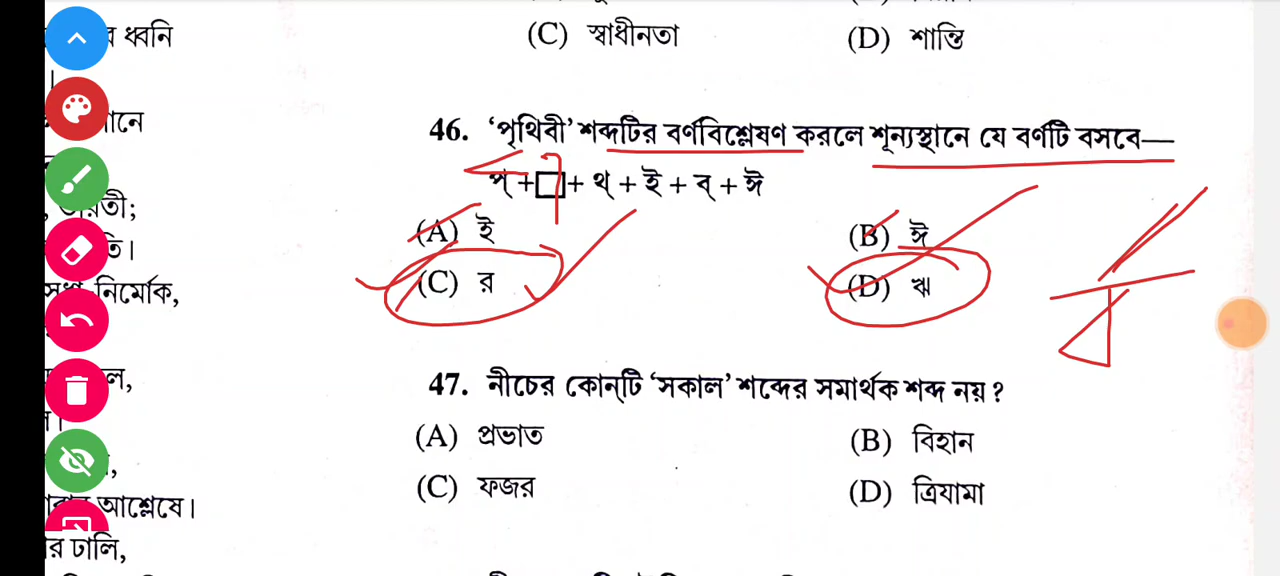 র ধ্বনি
(C) স্বাধীনতা
(D) শান্তি
।
মানে
46. ‘পৃথিবী’ শব্দটির বর্ণবিশ্লেষণ করলে শূন্যস্থানে যে বর্ণটি বসবে—
প্ + □ + থ্ + ই + ব্ + ঈ
ভারতী;
(A) ই
(B) ঈ
তি।
নির্মোক,
(C) র
(D) ঋ
ল,
47. নীচের কোন্‌টি ‘সকাল’ শব্দের সমার্থক শব্দ নয়?
(A) প্রভাত
(B) বিহান
(C) ফজর
(D) ত্রিযামা
আশ্লেষে।
র ঢালি,